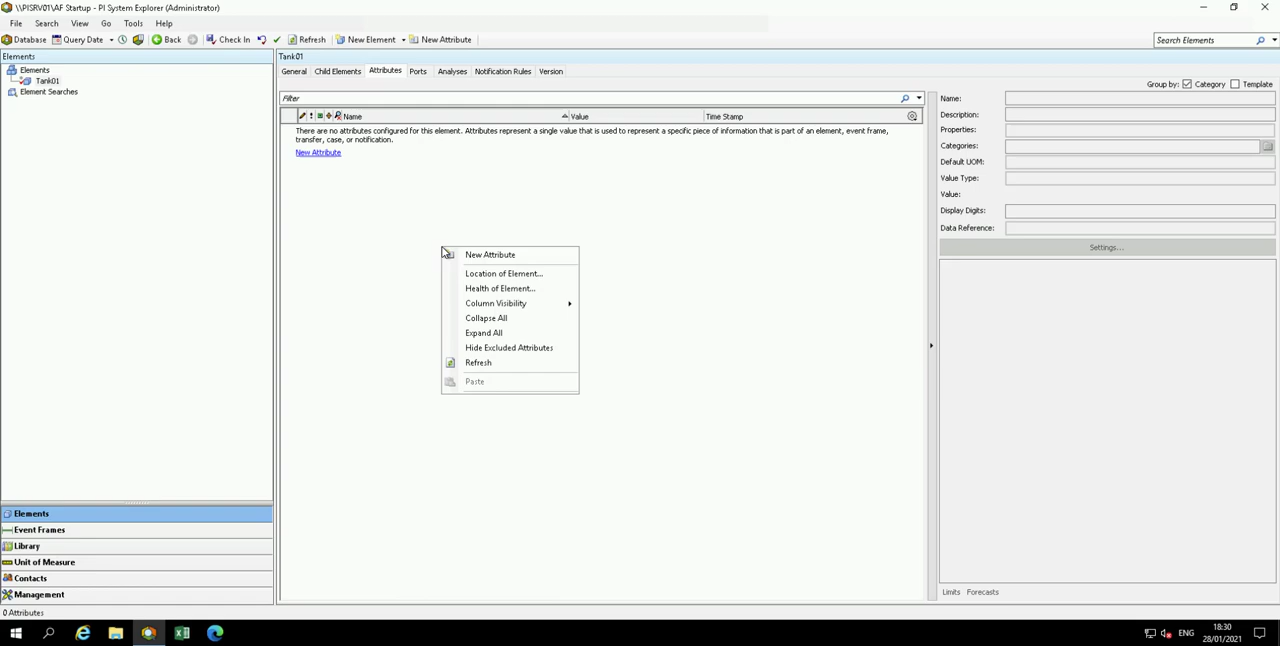 \\PISRV01\AF Startup - PI System Explorer (Administrator)
File Search View Go Tools Help
Database Query Date Back Check In Refresh New Element New Attribute Search Elements
Elements
Elements
Tank01
Element Searches
Elements
Event Frames
Library
Unit of Measure
Contacts
Management
Tank01
General Child Elements Attributes Ports Analyses Notification Rules Version
Group by: Category Template
Filter
Name Value Time Stamp
There are no attributes configured for this element. Attributes represent a single value that is used to represent a specific piece of information that is part of an element, event frame,
transfer, case, or notification.
New Attribute
New Attribute
Location of Element...
Health of Element...
Column Visibility
Collapse All
Expand All
Hide Excluded Attributes
Refresh
Paste
Name:
Description:
Properties:
Categories:
Default UOM:
Value Type:
Value:
Display Digits:
Data Reference:
Settings...
Limits Forecasts
0 Attributes
ENG
18:30
28/01/2021